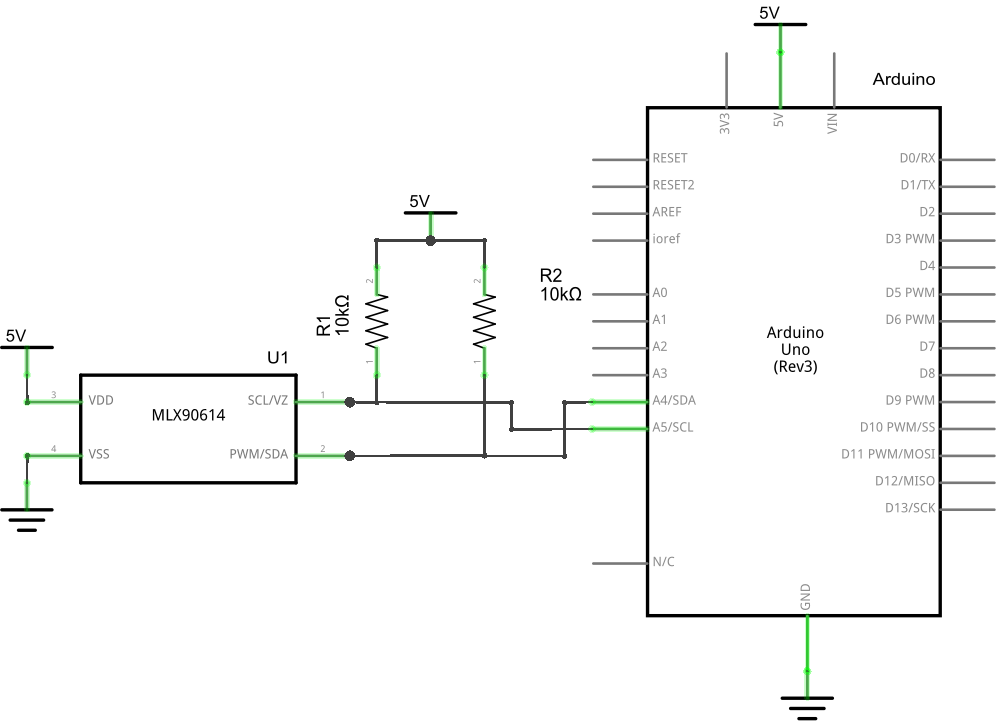 5V
Arduino
3V3
5V
VIN
RESET
D0/RX
RESET2
D1/TX
AREF
D2
ioref
D3 PWM
D4
A0
D5 PWM
A1
D6 PWM
A2
D7
A3
D8
A4/SDA
D9 PWM
A5/SCL
D10 PWM/SS
D11 PWM/MOSI
D12/MISO
D13/SCK
N/C
GND
Arduino
Uno
(Rev3)
5V
2
2
R1
10kΩ
R2
10kΩ
1
1
5V
U1
3
VDD
MLX90614
SCL/VZ
1
4
VSS
PWM/SDA
2